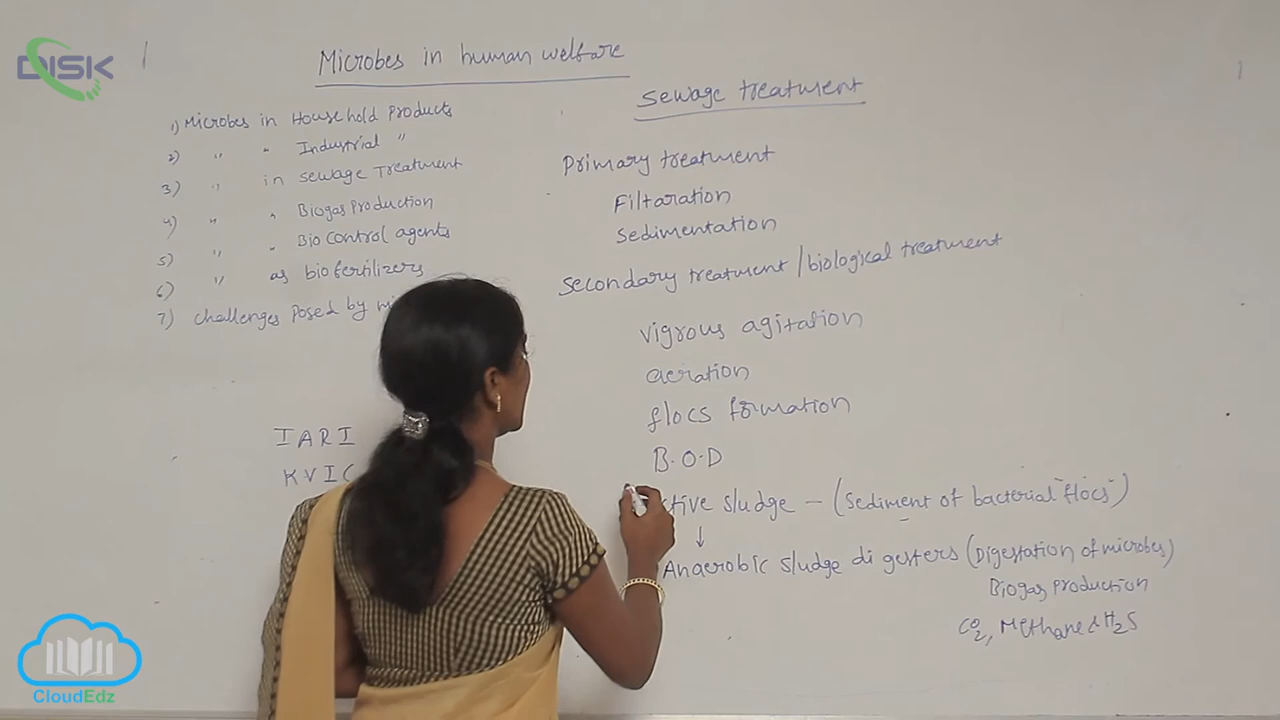 DISK
Microbes in human welfare
1) Microbes in Household Products
2) " " Industrial "
3) " in sewage Treatment
4) " " Biogas Production
5) " " Bio Control agents
6) " as biofertilizers
7) challenges posed by
IARI
KVIC
sewage treatment
Primary treatment
Filtaration
Sedimentation
Secondary treatment / biological treatment
vigrous agitation
aeration
flocs formation
B.O.D
ctive sludge - (Sediment of bacterial "flocs")
↓
Anaerobic sludge digesters (Digestation of microbes)
Biogas production
CO2, Methane & H2S
CloudEdz